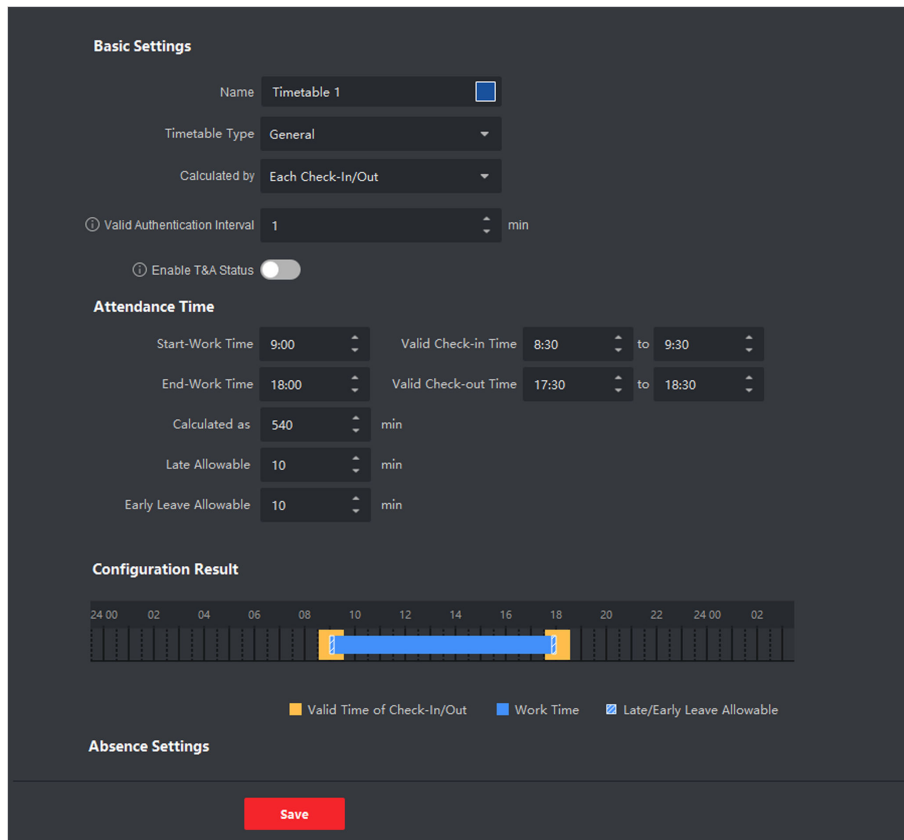 Basic Settings
Name Timetable 1
Timetable Type General
Calculated by Each Check-In/Out
Valid Authentication Interval 1 min
Enable T&A Status
Attendance Time
Start-Work Time 9:00 Valid Check-in Time 8:30 to 9:30
End-Work Time 18:00 Valid Check-out Time 17:30 to 18:30
Calculated as 540 min
Late Allowable 10 min
Early Leave Allowable 10 min
Configuration Result
24 00 02 04 06 08 10 12 14 16 18 20 22 24 00 02
Valid Time of Check-In/Out Work Time Late/Early Leave Allowable
Absence Settings
Save